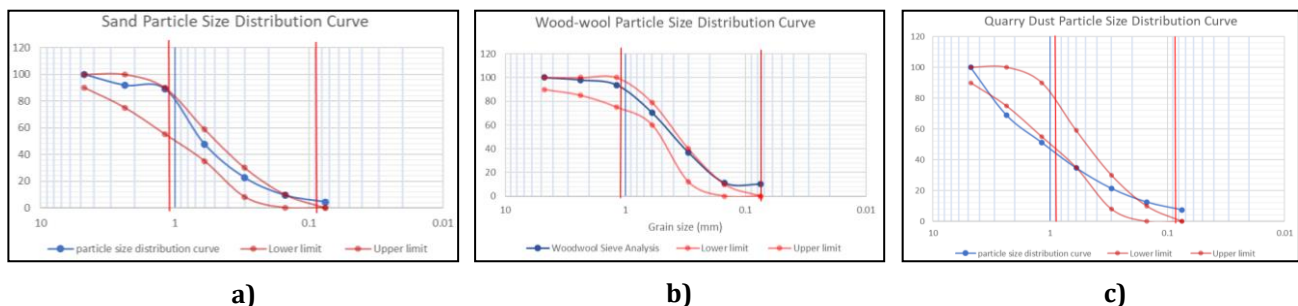 Sand Particle Size Distribution Curve
120
100
80
60
40
20
0
10
1
0.1
0.01
particle size distribution curve
Lower limit
Upper limit
a)
Wood-wool Particle Size Distribution Curve
120
100
80
60
40
20
0
10
1
0.1
0.01
Grain size (mm)
Woodwool Sieve Analysis
Lower limit
Upper limit
b)
Quarry Dust Particle Size Distribution Curve
120
100
80
60
40
20
0
10
1
0.1
0.01
particle size distribution curve
Lower limit
Upper limit
c)